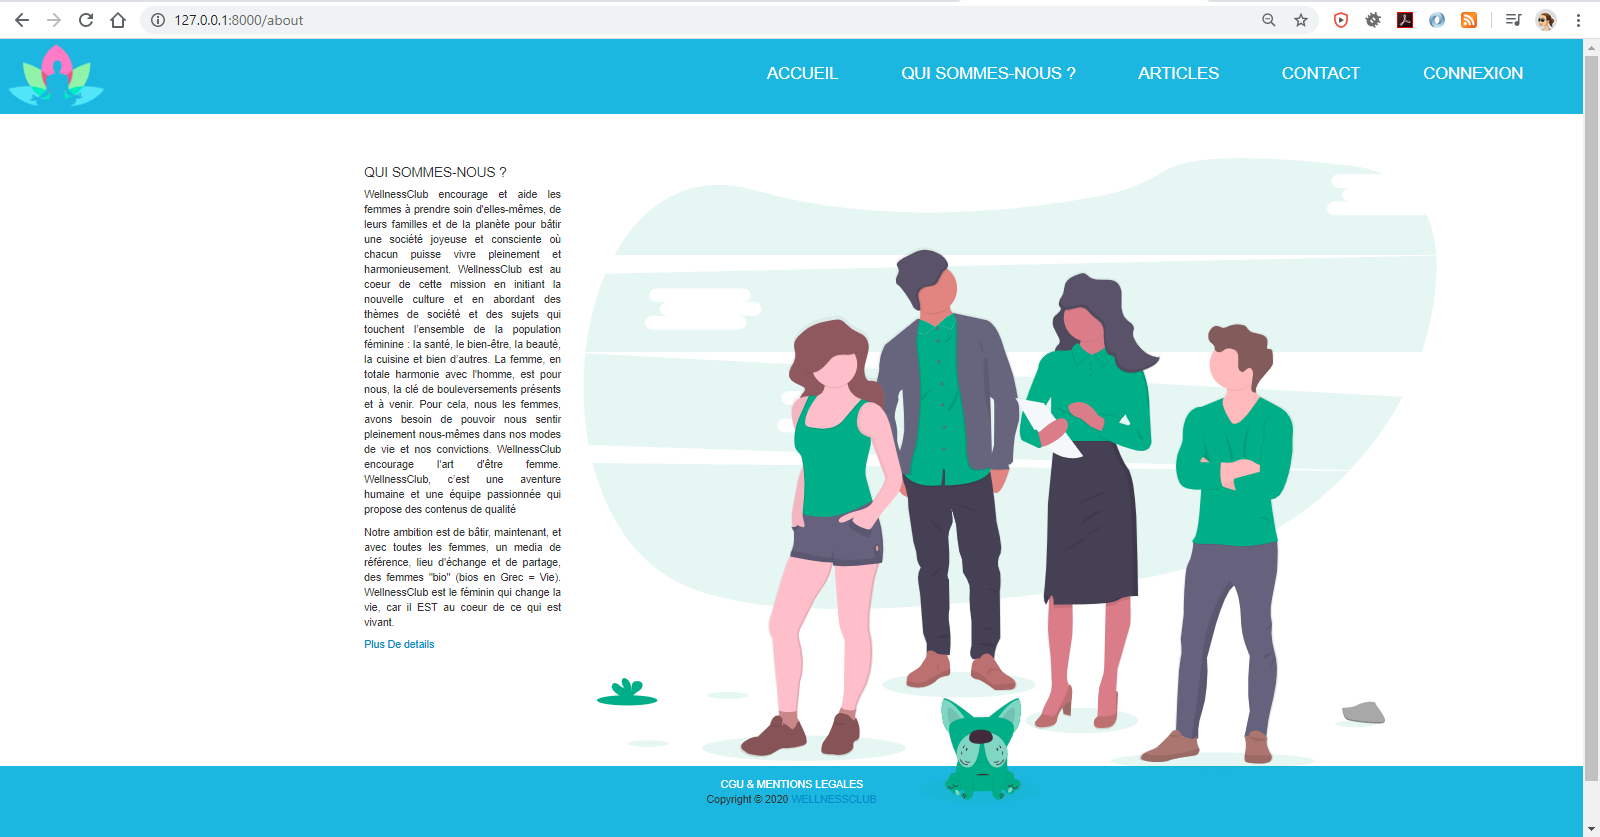 127.0.0.1:8000/about
ACCUEIL QUI SOMMES-NOUS ? ARTICLES CONTACT CONNEXION
QUI SOMMES-NOUS ?
WellnessClub encourage et aide les
femmes à prendre soin d'elles-mêmes, de
leurs familles et de la planète pour bâtir
une société joyeuse et consciente où
chacun puisse vivre pleinement et
harmonieusement. WellnessClub est au
coeur de cette mission en initiant la
nouvelle culture et en abordant des
thèmes de société et des sujets qui
touchent l'ensemble de la population
féminine : la santé, le bien-être, la beauté,
la cuisine et bien d'autres. La femme, en
totale harmonie avec l'homme, est pour
nous, la clé de bouleversements présents
et à venir. Pour cela, nous les femmes,
avons besoin de pouvoir nous sentir
pleinement nous-mêmes dans nos modes
de vie et nos convictions. WellnessClub
encourage l'art d'être femme.
WellnessClub, c'est une aventure
humaine et une équipe passionnée qui
propose des contenus de qualité
Notre ambition est de bâtir, maintenant, et
avec toutes les femmes, un media de
référence, lieu d'échange et de partage,
des femmes "bio" (bios en Grec = Vie).
WellnessClub est le féminin qui change la
vie, car il EST au coeur de ce qui est
vivant.
Plus De details
CGU & MENTIONS LEGALES
Copyright © 2020 WELLNESSCLUB